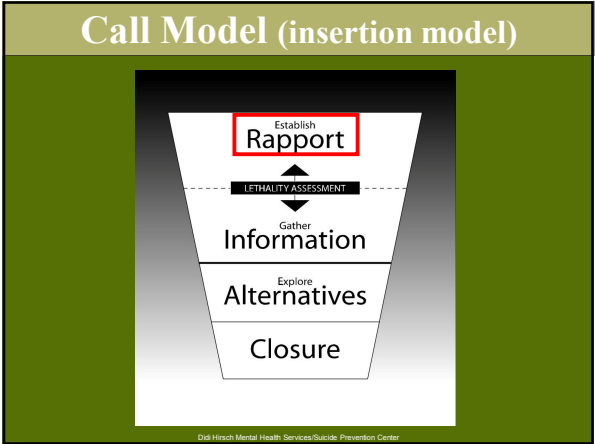 Call Model (insertion model)
Establish
Rapport
LETHALITY ASSESSMENT
Gather
Information
Explore
Alternatives
Closure
Didi Hirsch Mental Health Services/Suicide Prevention Center